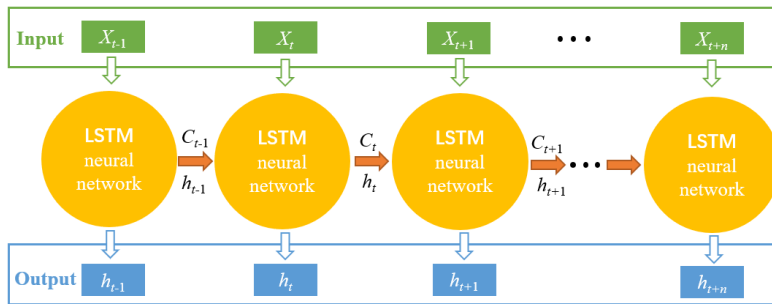 Input X_{t-1} X_t X_{t+1} ••• X_{t+n}
LSTM neural network
C_{t-1}
h_{t-1}
LSTM neural network
C_t
h_t
LSTM neural network
C_{t+1}
h_{t+1}
•••
LSTM neural network
Output h_{t-1} h_t h_{t+1} h_{t+n}